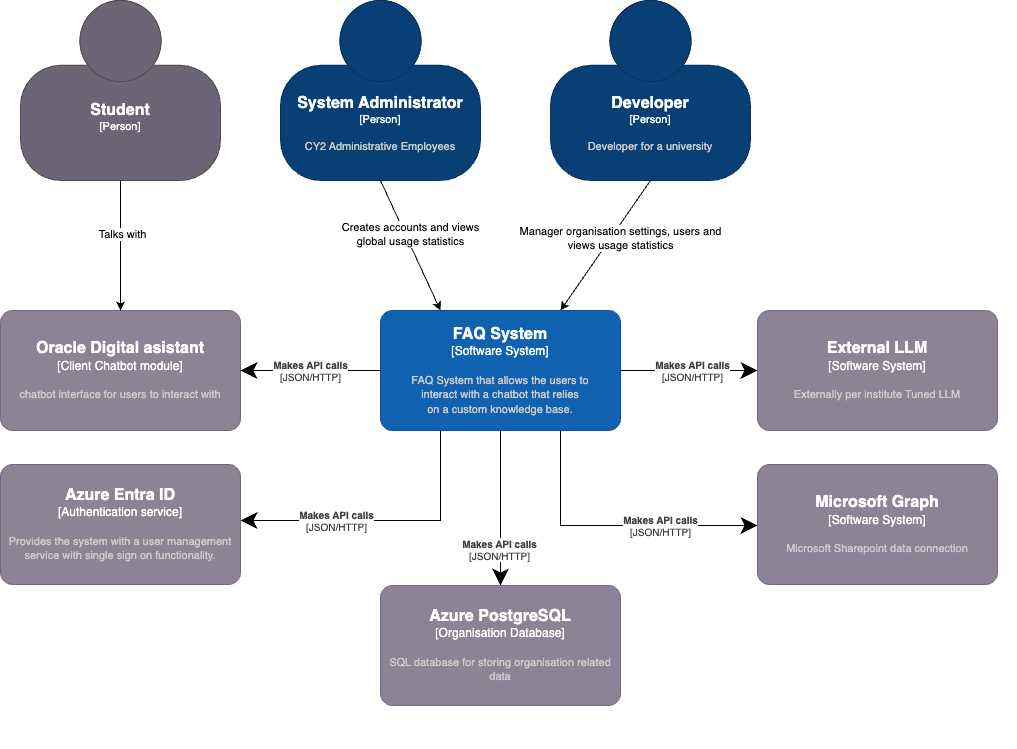 Student
[Person]
System Administrator
[Person]
CY2 Administrative Employees
Developer
[Person]
Developer for a university
Talks with
Creates accounts and views
global usage statistics
Manager organisation settings, users and
views usage statistics
Oracle Digital asistant
[Client Chatbot module]
chatbot interface for users to interact with
Makes API calls
[JSON/HTTP]
FAQ System
[Software System]
FAQ System that allows the users to
interact with a chatbot that relies
on a custom knowledge base.
Makes API calls
[JSON/HTTP]
External LLM
[Software System]
Externally per institute Tuned LLM
Azure Entra ID
[Authentication service]
Provides the system with a user management
service with single sign on functionality.
Makes API calls
[JSON/HTTP]
Makes API calls
[JSON/HTTP]
Makes API calls
[JSON/HTTP]
Microsoft Graph
[Software System]
Microsoft Sharepoint data connection
Azure PostgreSQL
[Organisation Database]
SQL database for storing organisation related
data